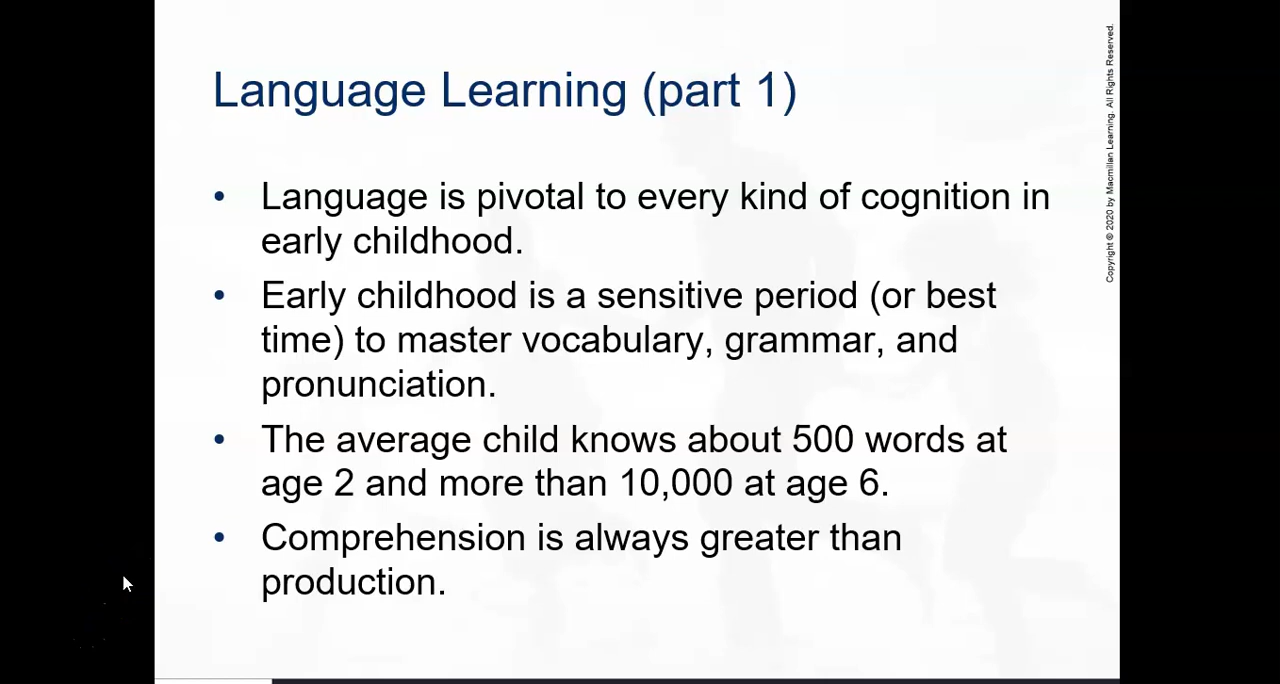 Language Learning (part 1)
• Language is pivotal to every kind of cognition in
early childhood.
• Early childhood is a sensitive period (or best
time) to master vocabulary, grammar, and
pronunciation.
• The average child knows about 500 words at
age 2 and more than 10,000 at age 6.
• Comprehension is always greater than
production.
Copyright © 2020 by Macmillan Learning. All Rights Reserved.